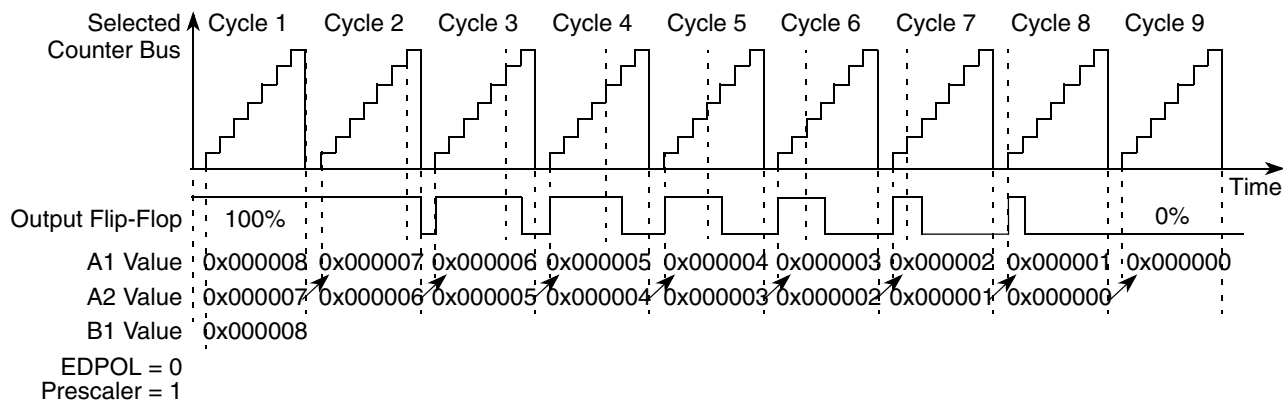 Selected Cycle 1 Cycle 2 Cycle 3 Cycle 4 Cycle 5 Cycle 6 Cycle 7 Cycle 8 Cycle 9
Counter Bus
Time
Output Flip-Flop 100% 0%
A1 Value 0x000008 0x000007 0x000006 0x000005 0x000004 0x000003 0x000002 0x000001 0x000000
A2 Value 0x000007 0x000006 0x000005 0x000004 0x000003 0x000002 0x000001 0x000000
B1 Value 0x000008
EDPOL = 0
Prescaler = 1